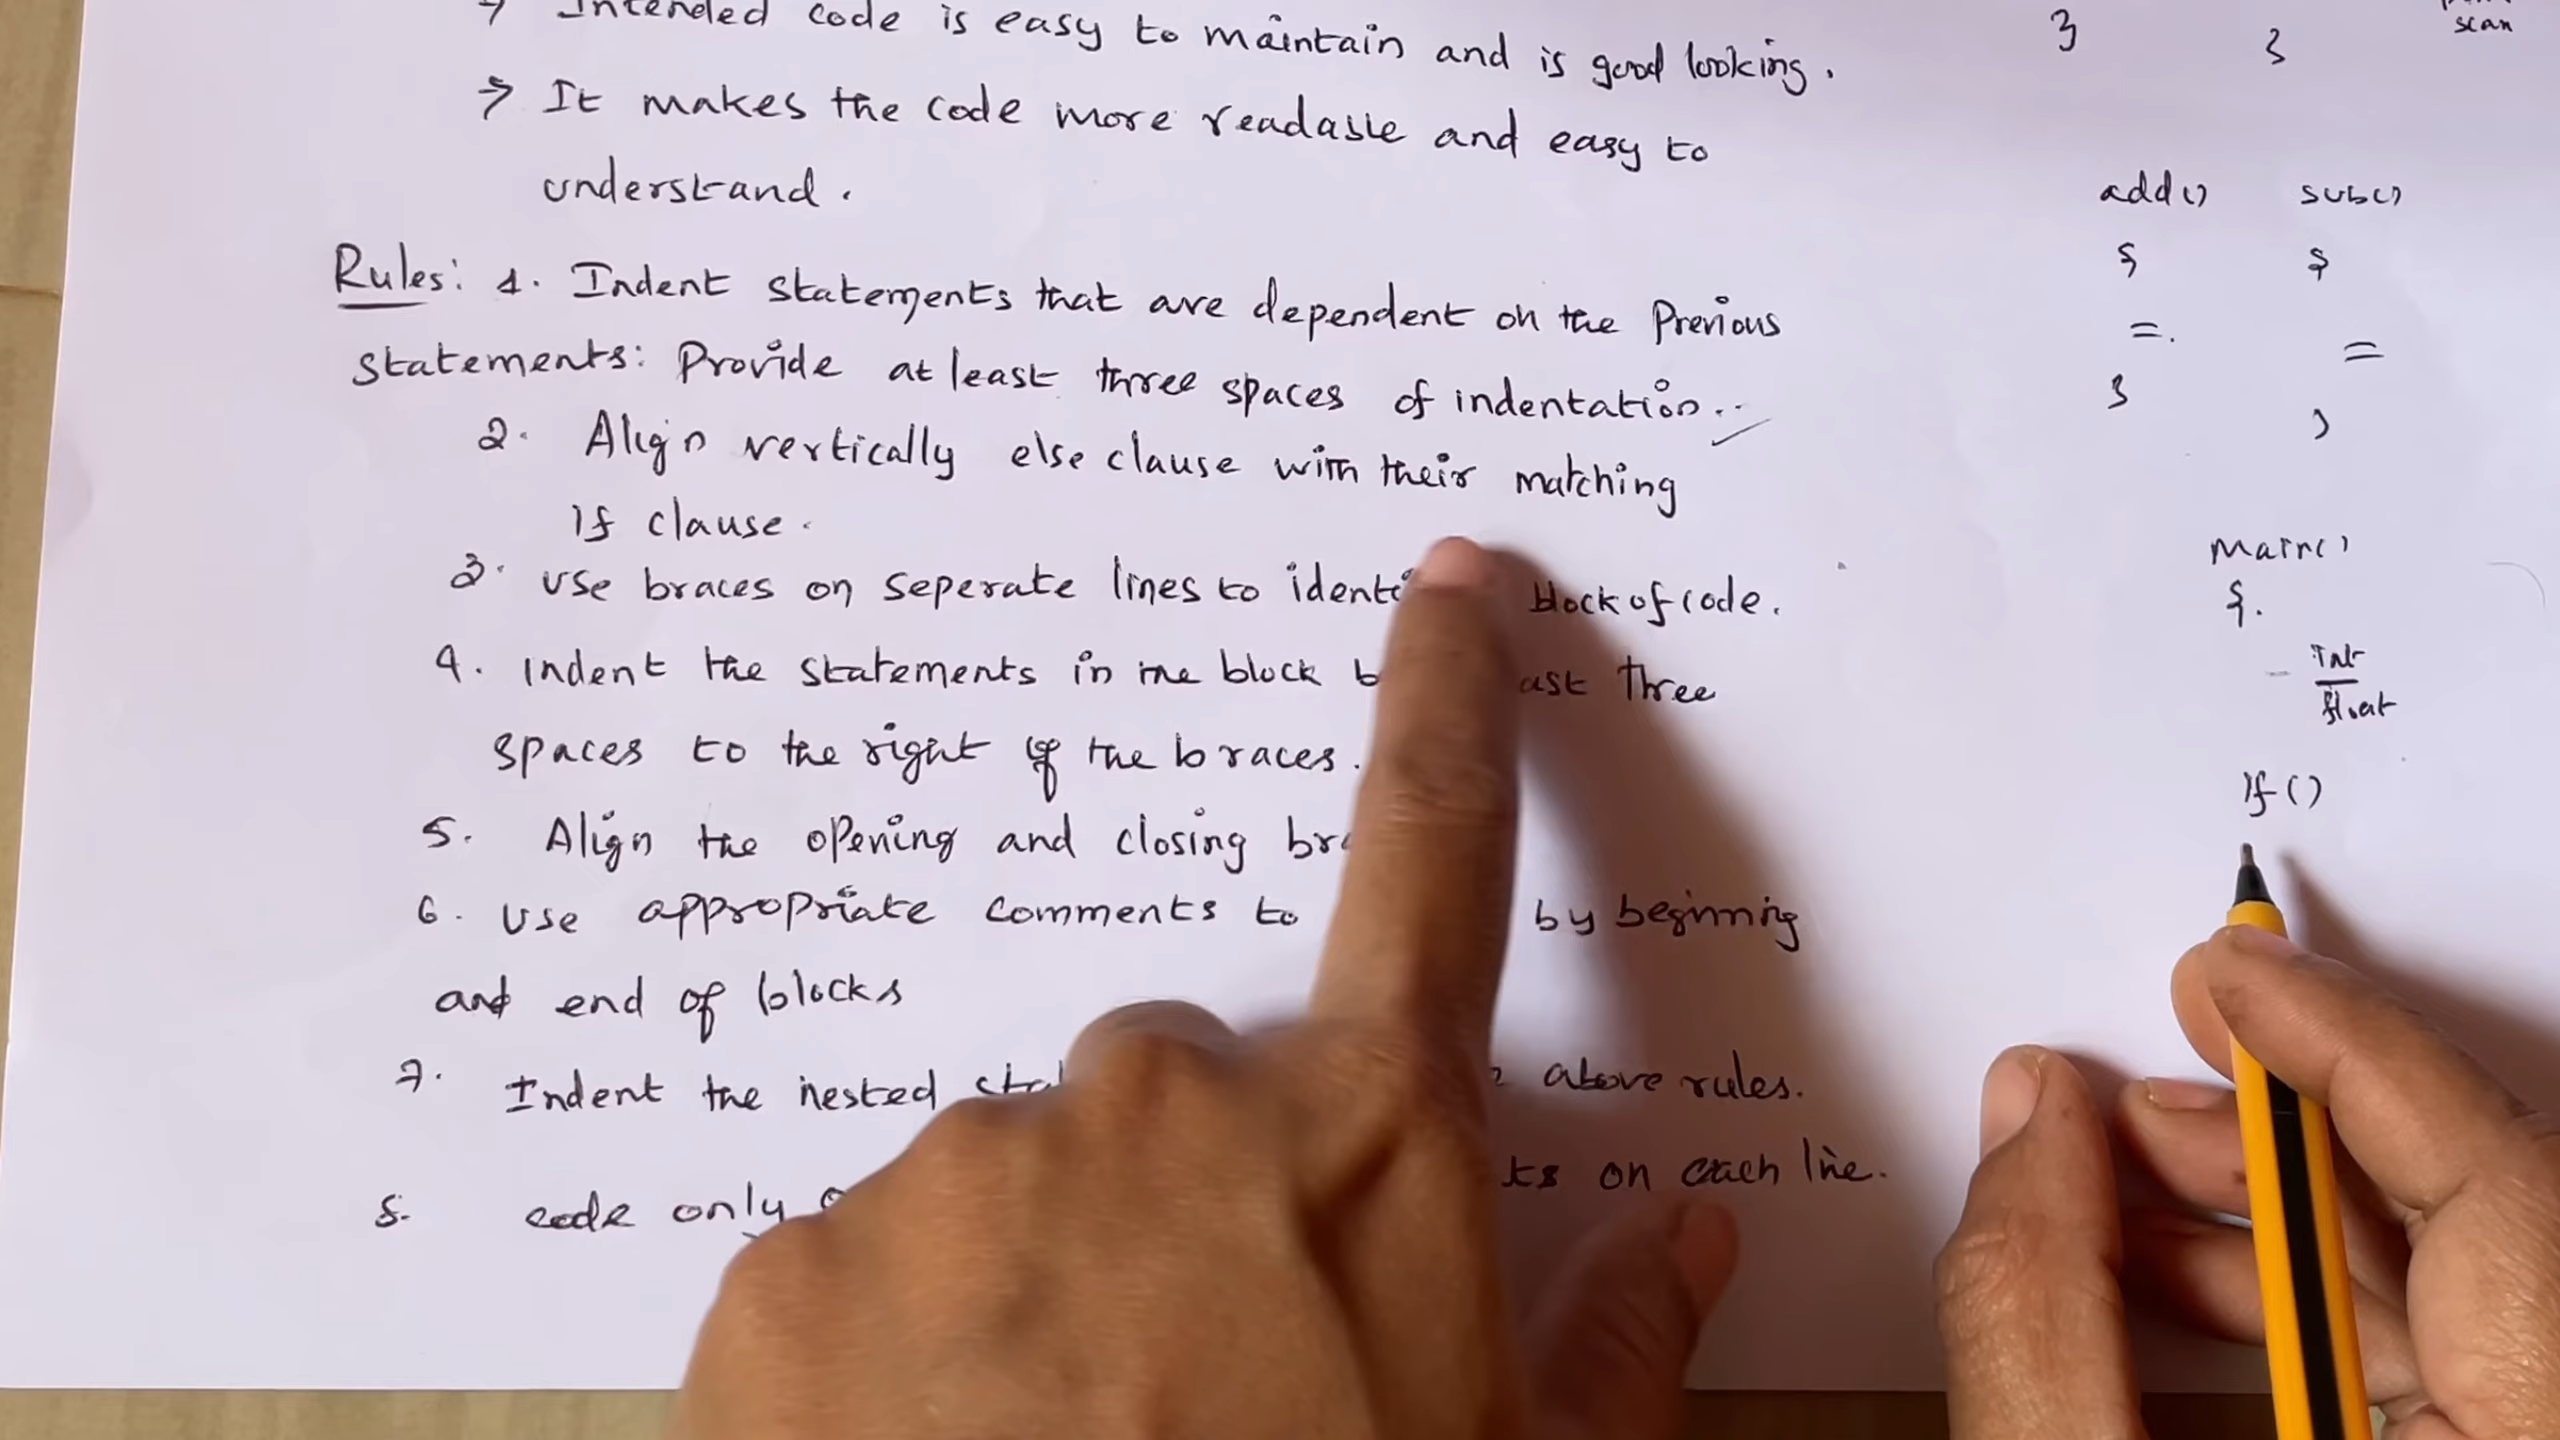 → Intended code is easy to maintain and is good looking.
→ It makes the code more readable and easy to
understand.
Rules: 1. Indent statements that are dependent on the Previous
statements: Provide at least three spaces of indentation..
2. Align vertically else clause with their matching
if clause.
3. use braces on seperate lines to block of code.
4. Indent the statements in the block three
spaces to the right of the braces.
5. Align the opening and closing
6. use appropriate comments to by beginning
and end of blocks
7. Indent the nested above rules.
8. code only on each line.
}
}
scan
add()
{
=.
}
sub()
{
=
}
main()
{.
- Int
float
if()